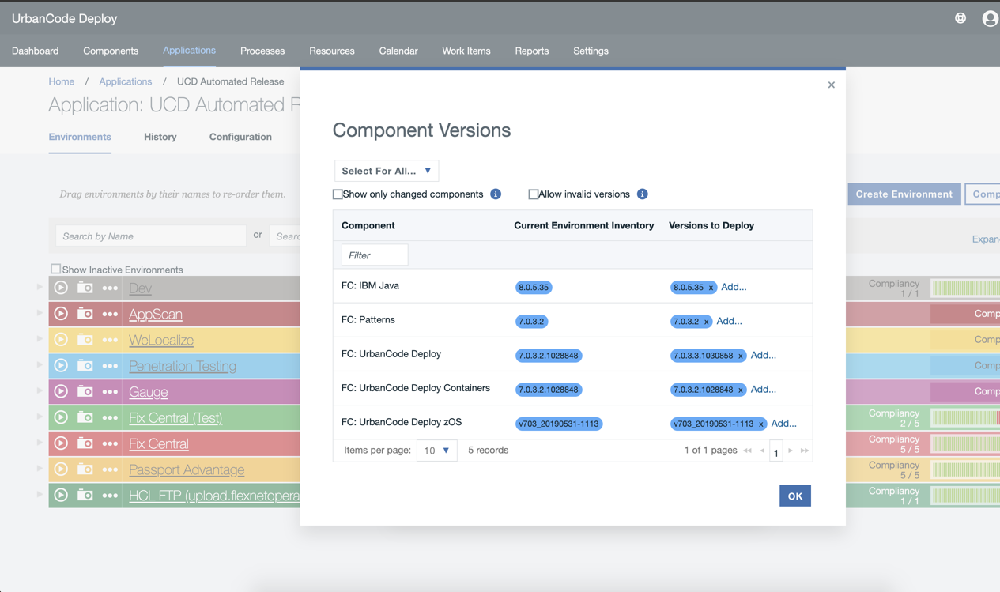 UrbanCode Deploy
Dashboard Components Applications Processes Resources Calendar Work Items Reports Settings
Home / Applications / UCD Automated Release
Application: UCD Automated R
Environments History Configuration
Drag environments by their names to re-order them.
Create Environment Comp
Search by Name or Searc
Expan
Show Inactive Environments
Dev
Compliancy
1 / 1
AppScan
Comp
WeLocalize
Comp
Penetration Testing
Comp
Gauge
Comp
Fix Central (Test)
Compliancy
2 / 5
Fix Central
Compliancy
5 / 5
Passport Advantage
Compliancy
5 / 5
HCL FTP (upload.flexnetopera
Compliancy
1 / 1
×
Component Versions
Select For All... ▼
Show only changed components i Allow invalid versions i
Component Current Environment Inventory Versions to Deploy
Filter
FC: IBM Java 8.0.5.35 8.0.5.35 x Add...
FC: Patterns 7.0.3.2 7.0.3.2 x Add...
FC: UrbanCode Deploy 7.0.3.2.1028848 7.0.3.3.1030858 x Add...
FC: UrbanCode Deploy Containers 7.0.3.2.1028848 7.0.3.2.1028848 x Add...
FC: UrbanCode Deploy zOS v703_20190531-1113 v703_20190531-1113 x Add...
Items per page: 10 ▼ 5 records 1 of 1 pages 1
OK